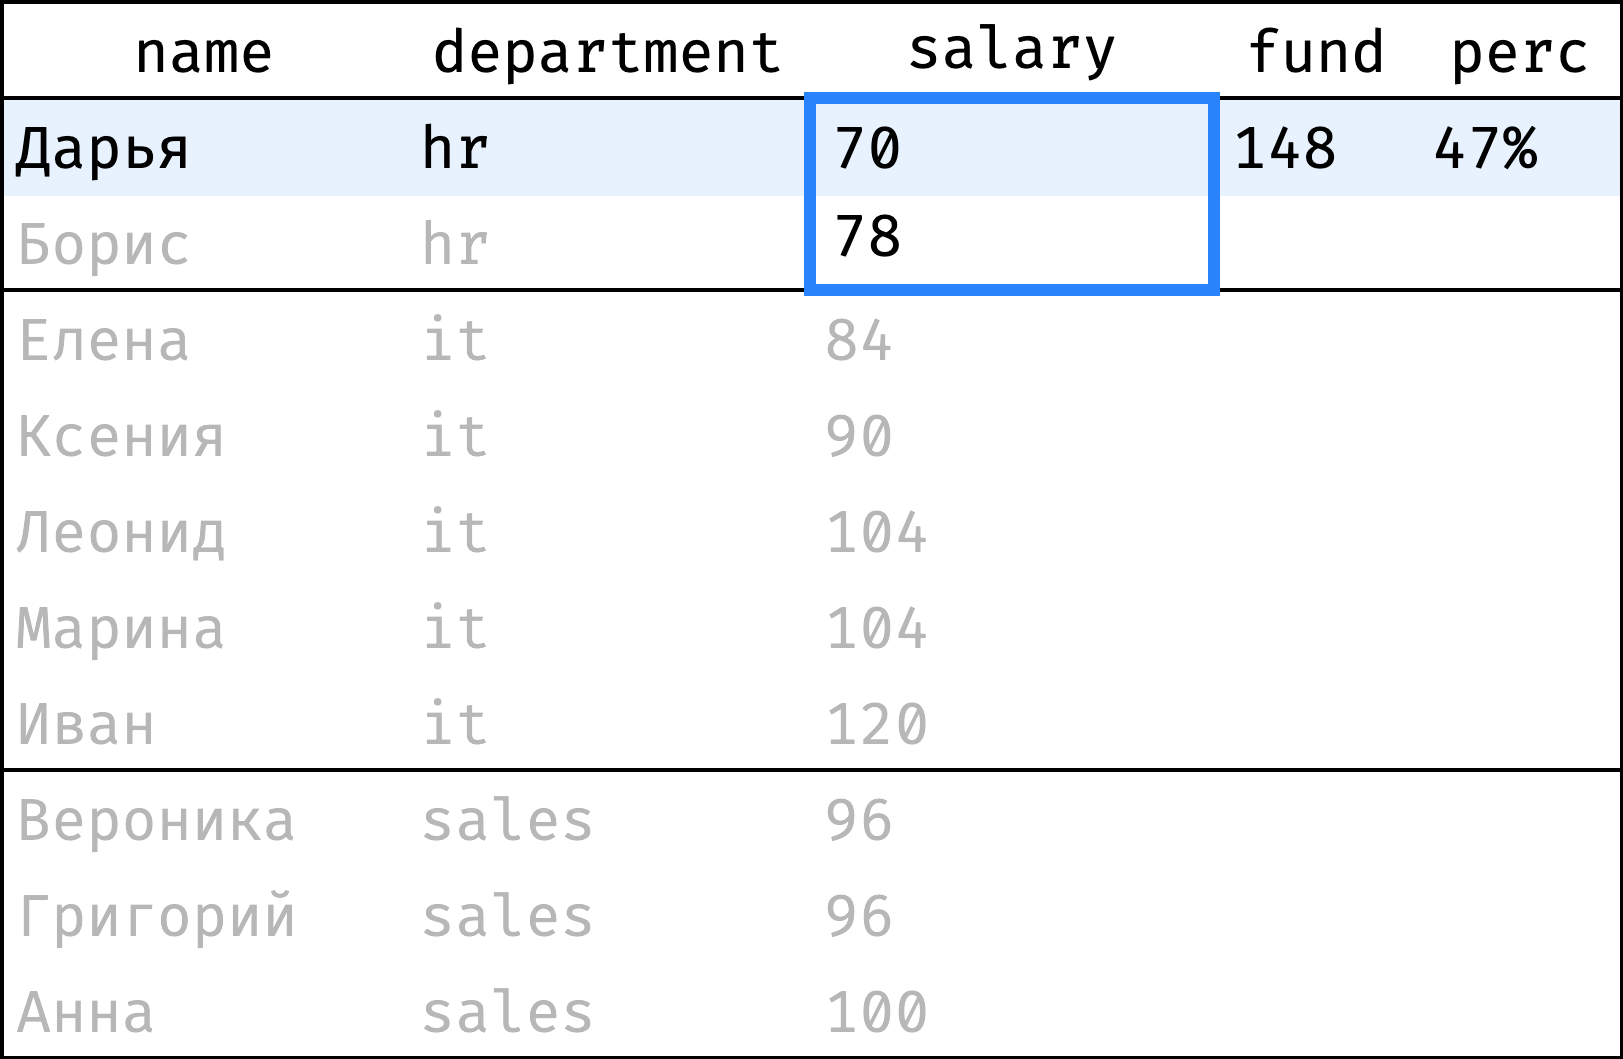 name department salary fund perc
Дарья hr 70 148 47%
Борис hr 78
Елена it 84
Ксения it 90
Леонид it 104
Марина it 104
Иван it 120
Вероника sales 96
Григорий sales 96
Анна sales 100